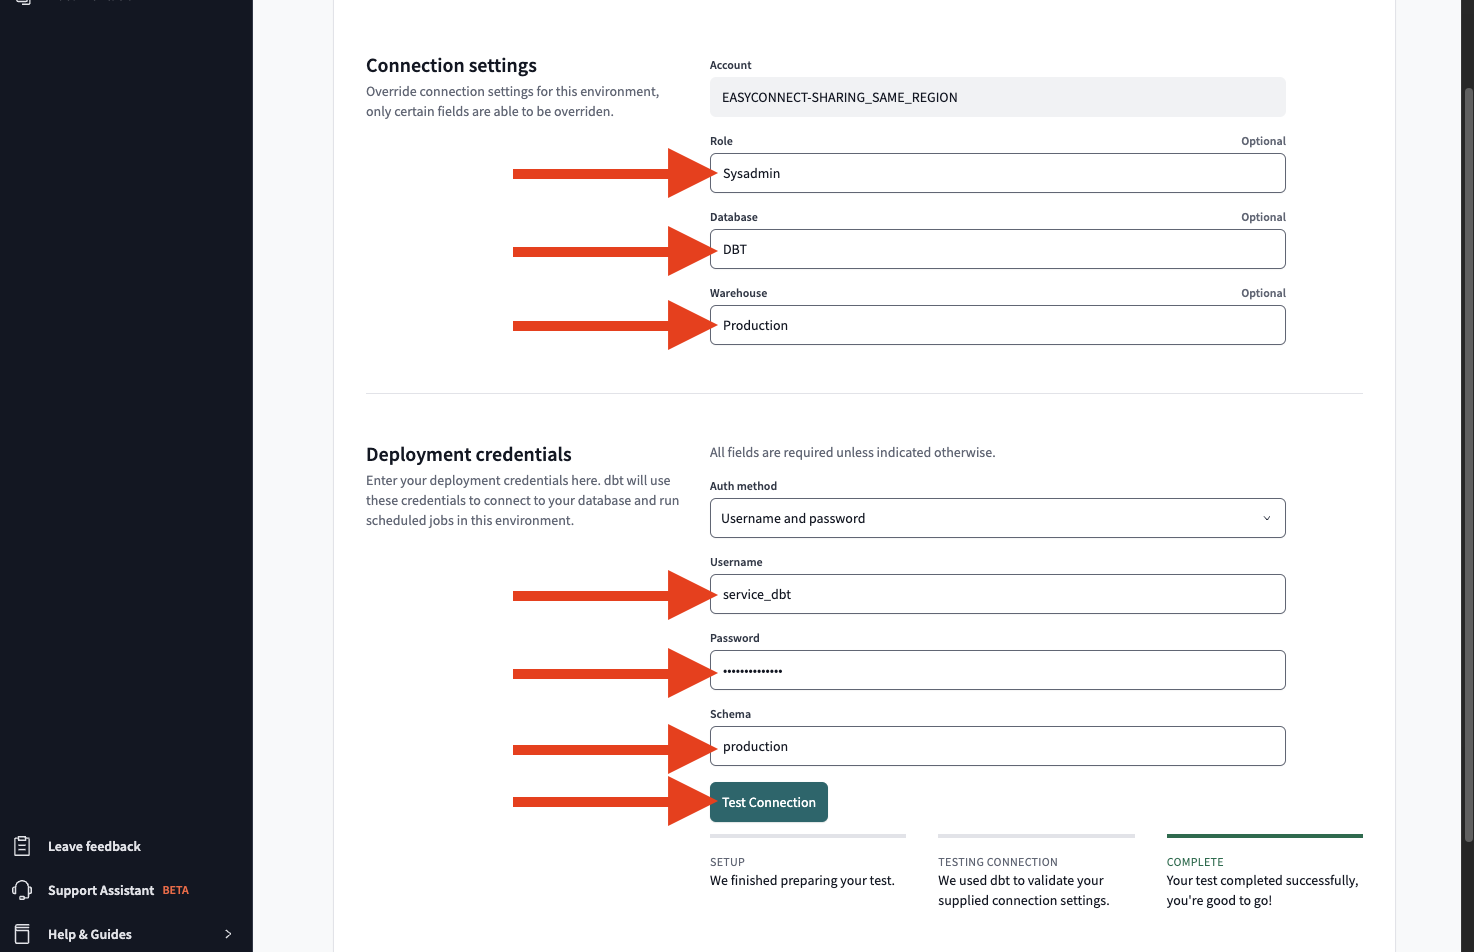 Connection settings
Override connection settings for this environment,
only certain fields are able to be overriden.
Account
EASYCONNECT-SHARING_SAME_REGION
Role Optional
Sysadmin
Database Optional
DBT
Warehouse Optional
Production
Deployment credentials
Enter your deployment credentials here. dbt will use
these credentials to connect to your database and run
scheduled jobs in this environment.
All fields are required unless indicated otherwise.
Auth method
Username and password
Username
service_dbt
Password
••••••••••••••
Schema
production
Test Connection
SETUP
We finished preparing your test.
TESTING CONNECTION
We used dbt to validate your
supplied connection settings.
COMPLETE
Your test completed successfully,
you're good to go!
Leave feedback
Support Assistant BETA
Help & Guides